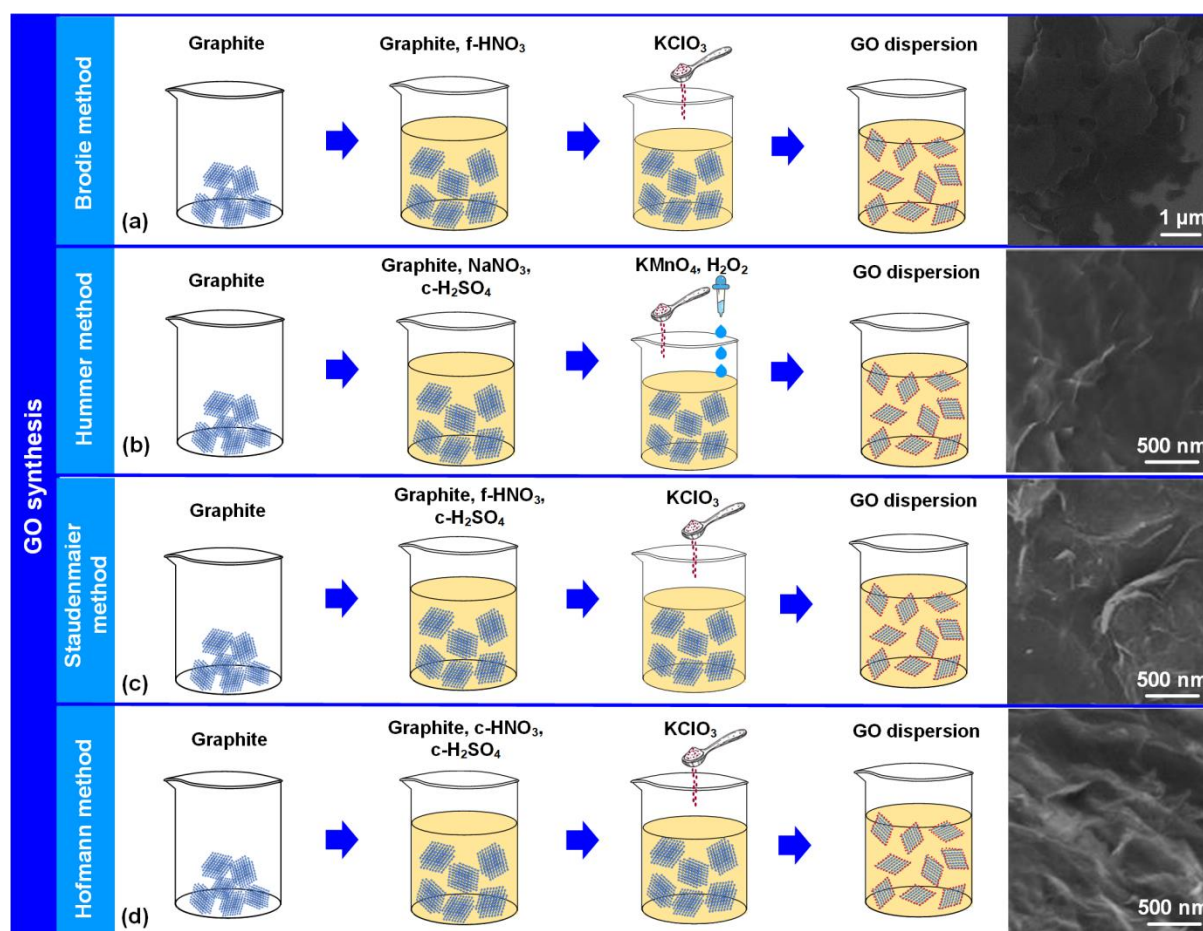 GO synthesis
Brodie method
(a)
Graphite
Graphite, f-HNO₃
KClO₃
GO dispersion
1 µm
Hummer method
(b)
Graphite
Graphite, NaNO₃,
c-H₂SO₄
KMnO₄, H₂O₂
GO dispersion
500 nm
Staudenmaier
method
(c)
Graphite
Graphite, f-HNO₃,
c-H₂SO₄
KClO₃
GO dispersion
500 nm
Hofmann method
(d)
Graphite
Graphite, c-HNO₃,
c-H₂SO₄
KClO₃
GO dispersion
500 nm